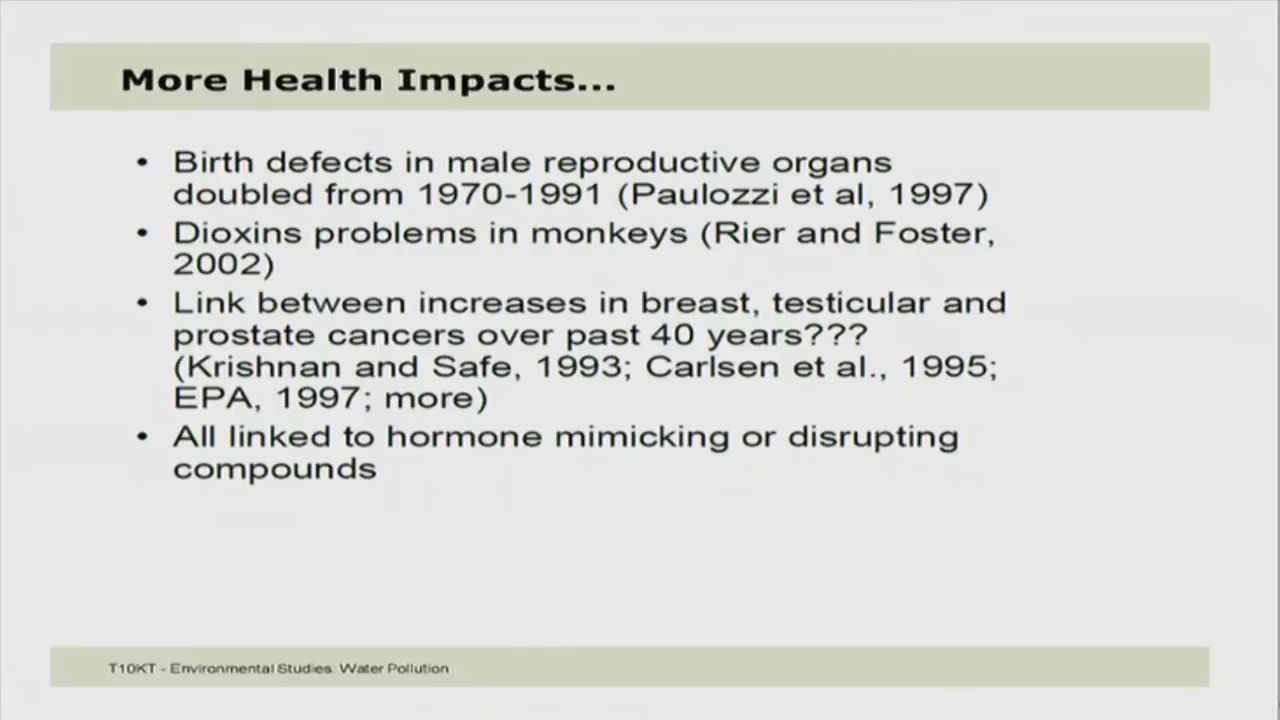 More Health Impacts...
• Birth defects in male reproductive organs
doubled from 1970-1991 (Paulozzi et al, 1997)
• Dioxins problems in monkeys (Rier and Foster,
2002)
• Link between increases in breast, testicular and
prostate cancers over past 40 years???
(Krishnan and Safe, 1993; Carlsen et al., 1995;
EPA, 1997; more)
• All linked to hormone mimicking or disrupting
compounds
T10KT - Environmental Studies: Water Pollution